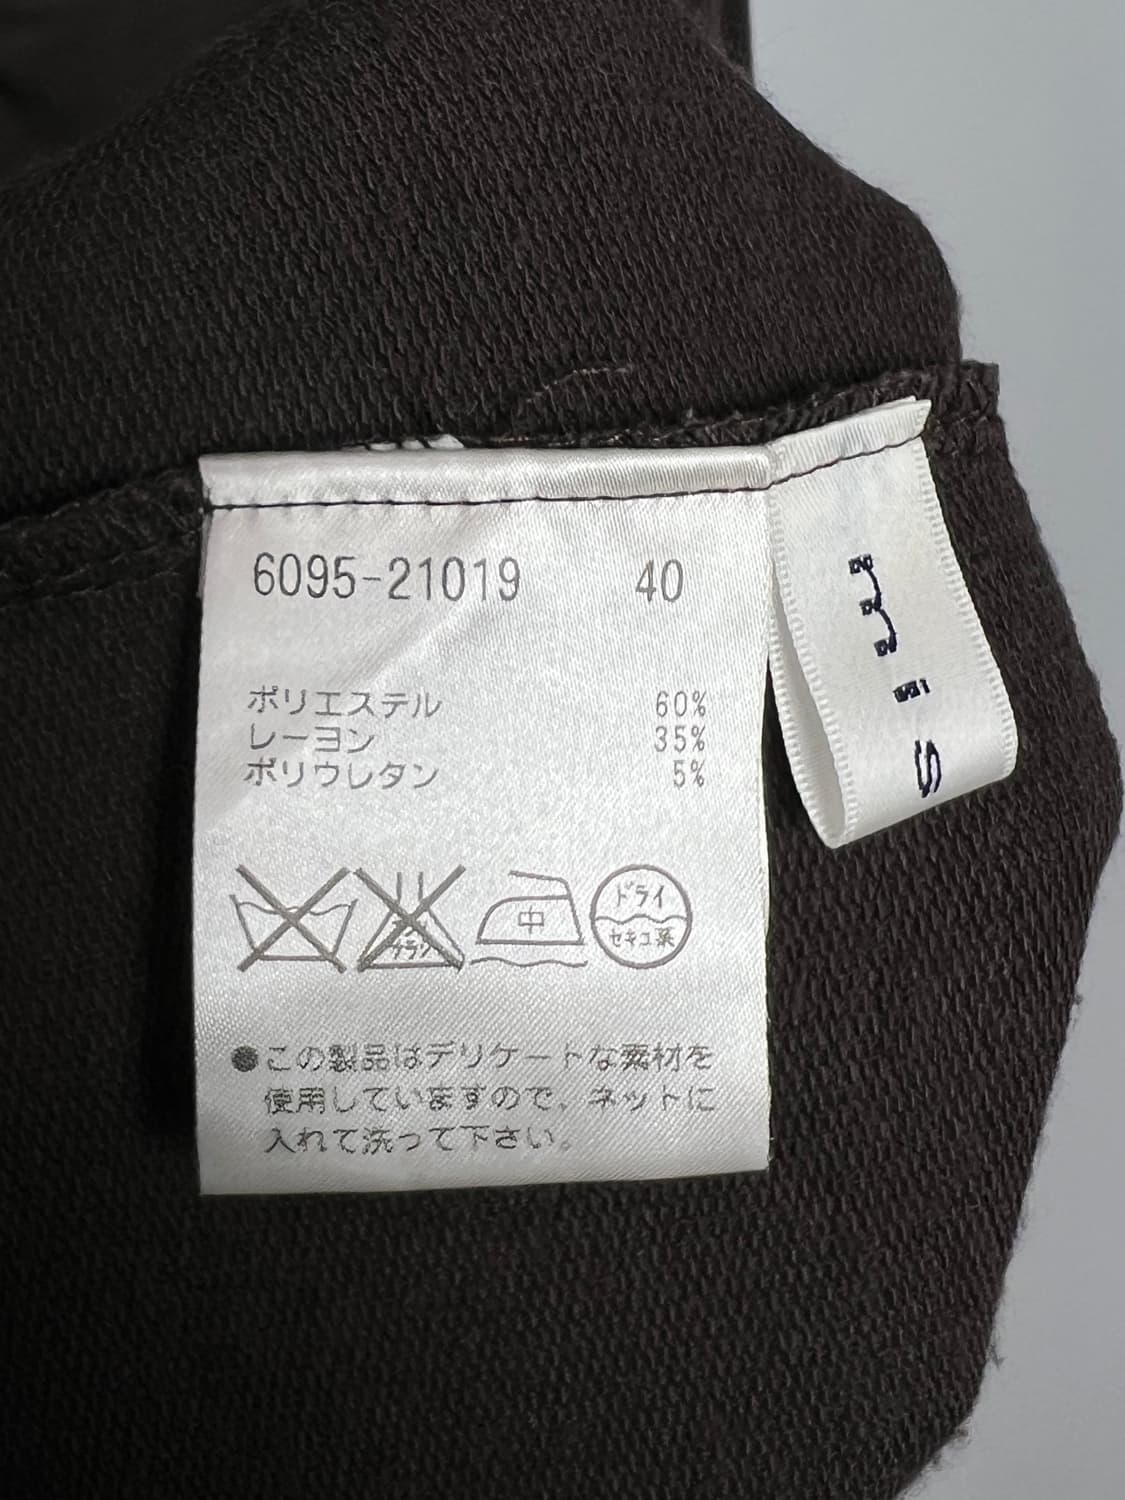 6095-21019 40
ポリエステル 60%
レーヨン 35%
ポリウレタン 5%
中
ドライ
セキユ系
●この製品はデリケートな素材を
使用していますので、ネットに
入れて洗って下さい。
m i s